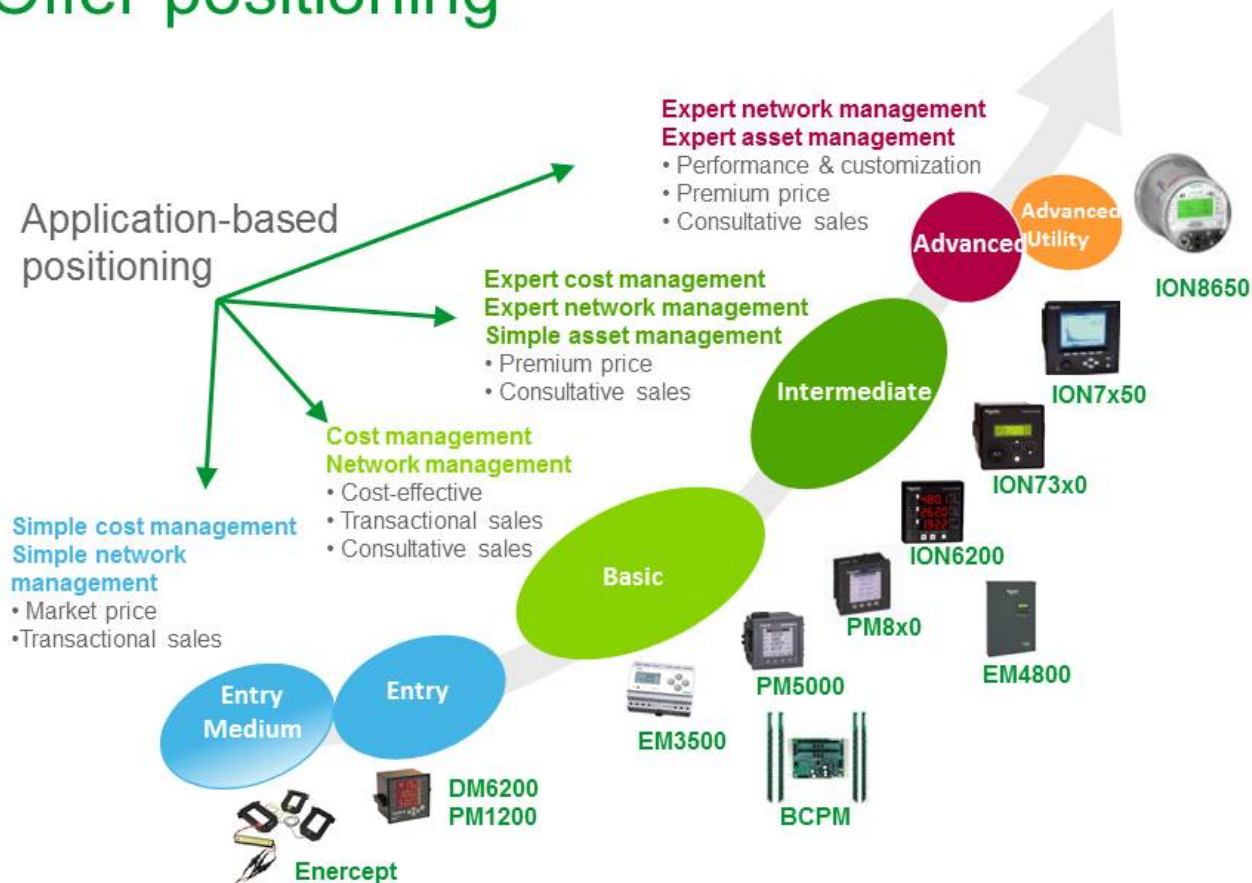 Offer positioning
Application-based
positioning
Expert network management
Expert asset management
• Performance & customization
• Premium price
• Consultative sales
Expert cost management
Expert network management
Simple asset management
• Premium price
• Consultative sales
Cost management
Network management
• Cost-effective
• Transactional sales
• Consultative sales
Simple cost management
Simple network
management
• Market price
•Transactional sales
Entry
Medium
Entry
Basic
Intermediate
Advanced
Advanced
Utility
ION8650
ION7x50
ION73x0
ION6200
PM8x0
EM4800
PM5000
EM3500
BCPM
DM6200
PM1200
Enercept